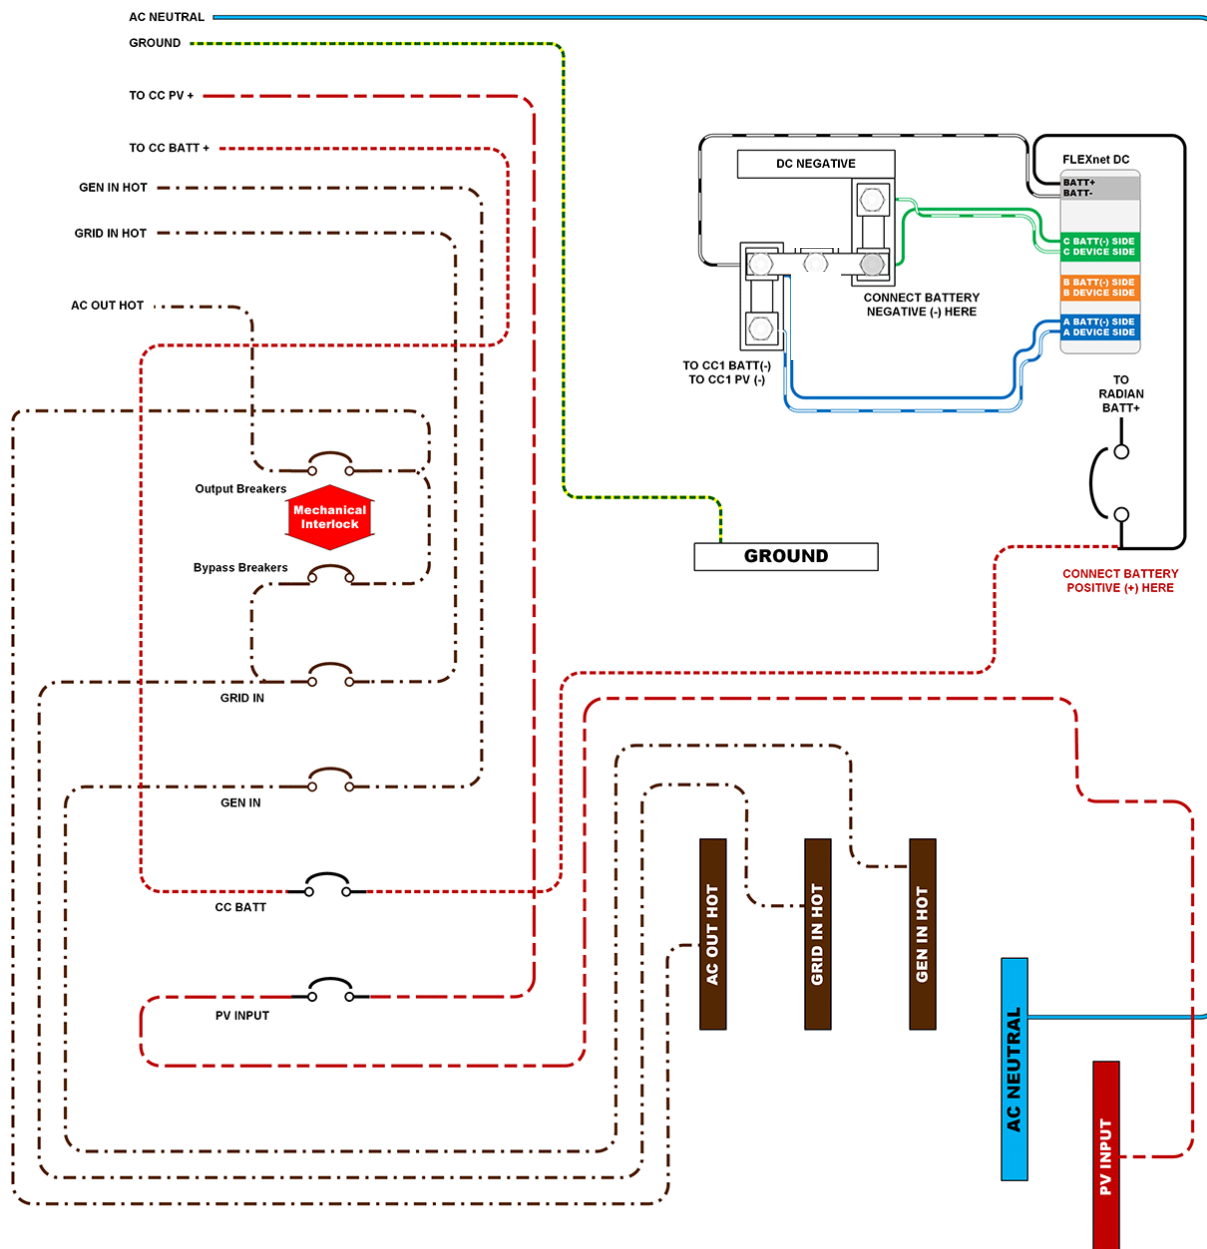 AC NEUTRAL
GROUND
TO CC PV +
TO CC BATT +
GEN IN HOT
GRID IN HOT
AC OUT HOT
DC NEGATIVE
FLEXnet DC
BATT+
BATT-
C BATT(-) SIDE
C DEVICE SIDE
B BATT(-) SIDE
B DEVICE SIDE
A BATT(-) SIDE
A DEVICE SIDE
CONNECT BATTERY
NEGATIVE (-) HERE
TO CC1 BATT(-)
TO CC1 PV (-)
TO
RADIAN
BATT+
Output Breakers
Mechanical
Interlock
Bypass Breakers
GROUND
CONNECT BATTERY
POSITIVE (+) HERE
GRID IN
GEN IN
CC BATT
PV INPUT
AC OUT HOT
GRID IN HOT
GEN IN HOT
AC NEUTRAL
PV INPUT